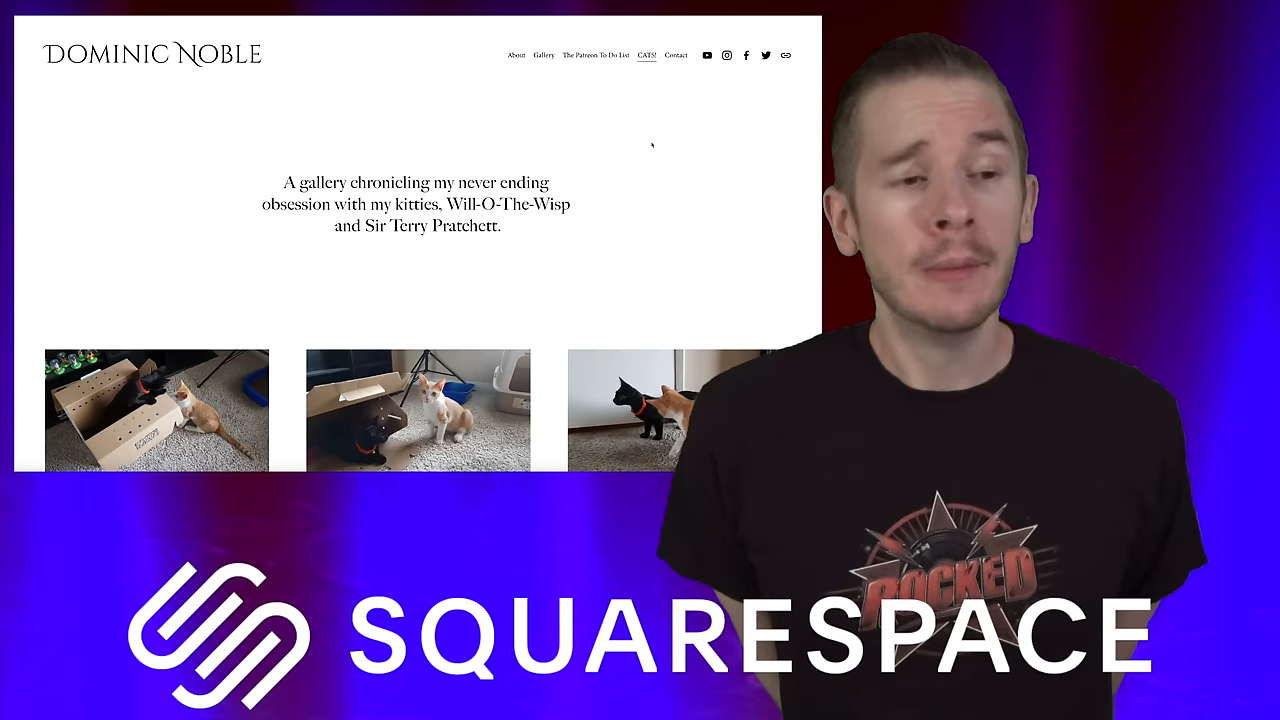 DOMINIC NOBLE
About Gallery The Patreon To Do List CATS! Contact
A gallery chronicling my never ending
obsession with my kitties, Will-O-The-Wisp
and Sir Terry Pratchett.
ROCKED
SQUARESPACE